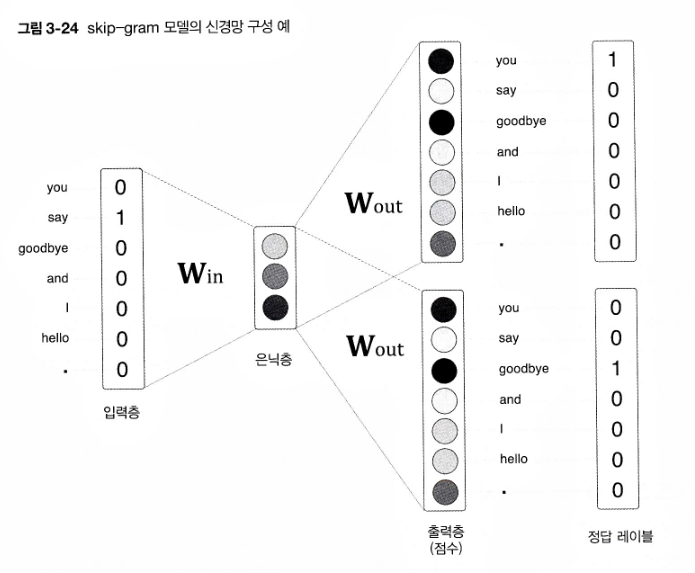 그림 3-24 skip-gram 모델의 신경망 구성 예
you 0
say 1
goodbye 0
and 0
I 0
hello 0
. 0
입력층
Win
은닉층
Wout
you 1
say 0
goodbye 0
and 0
I 0
hello 0
. 0
Wout
you 0
say 0
goodbye 1
and 0
I 0
hello 0
. 0
출력층
(점수)
정답 레이블